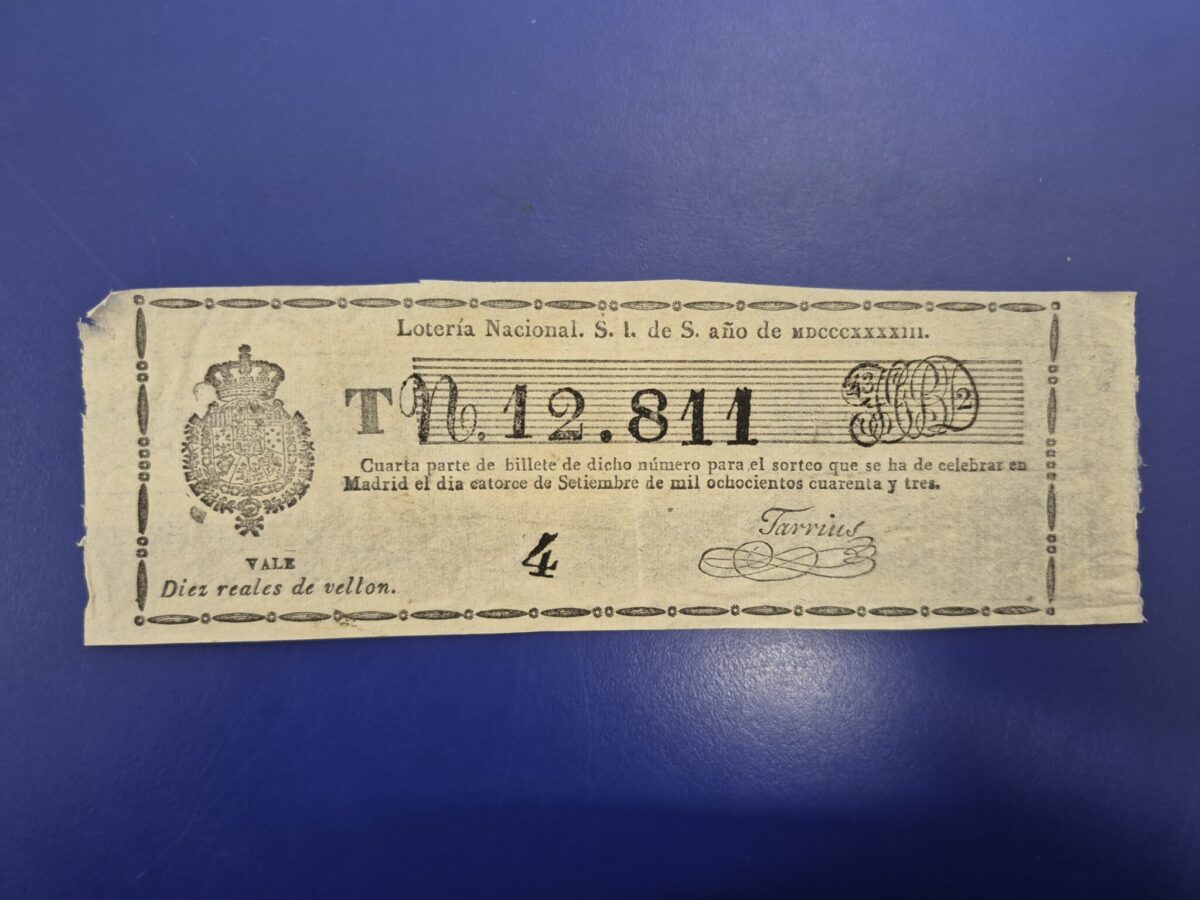 Lotería Nacional. S. l. de S. año de MDCCCXXXXIII.
T N. 12.811
Cuarta parte de billete de dicho número para el sorteo que se ha de celebrar en
Madrid el dia catorce de Setiembre de mil ochocientos cuarenta y tres.
4
Tarrius
VALE
Diez reales de vellon.